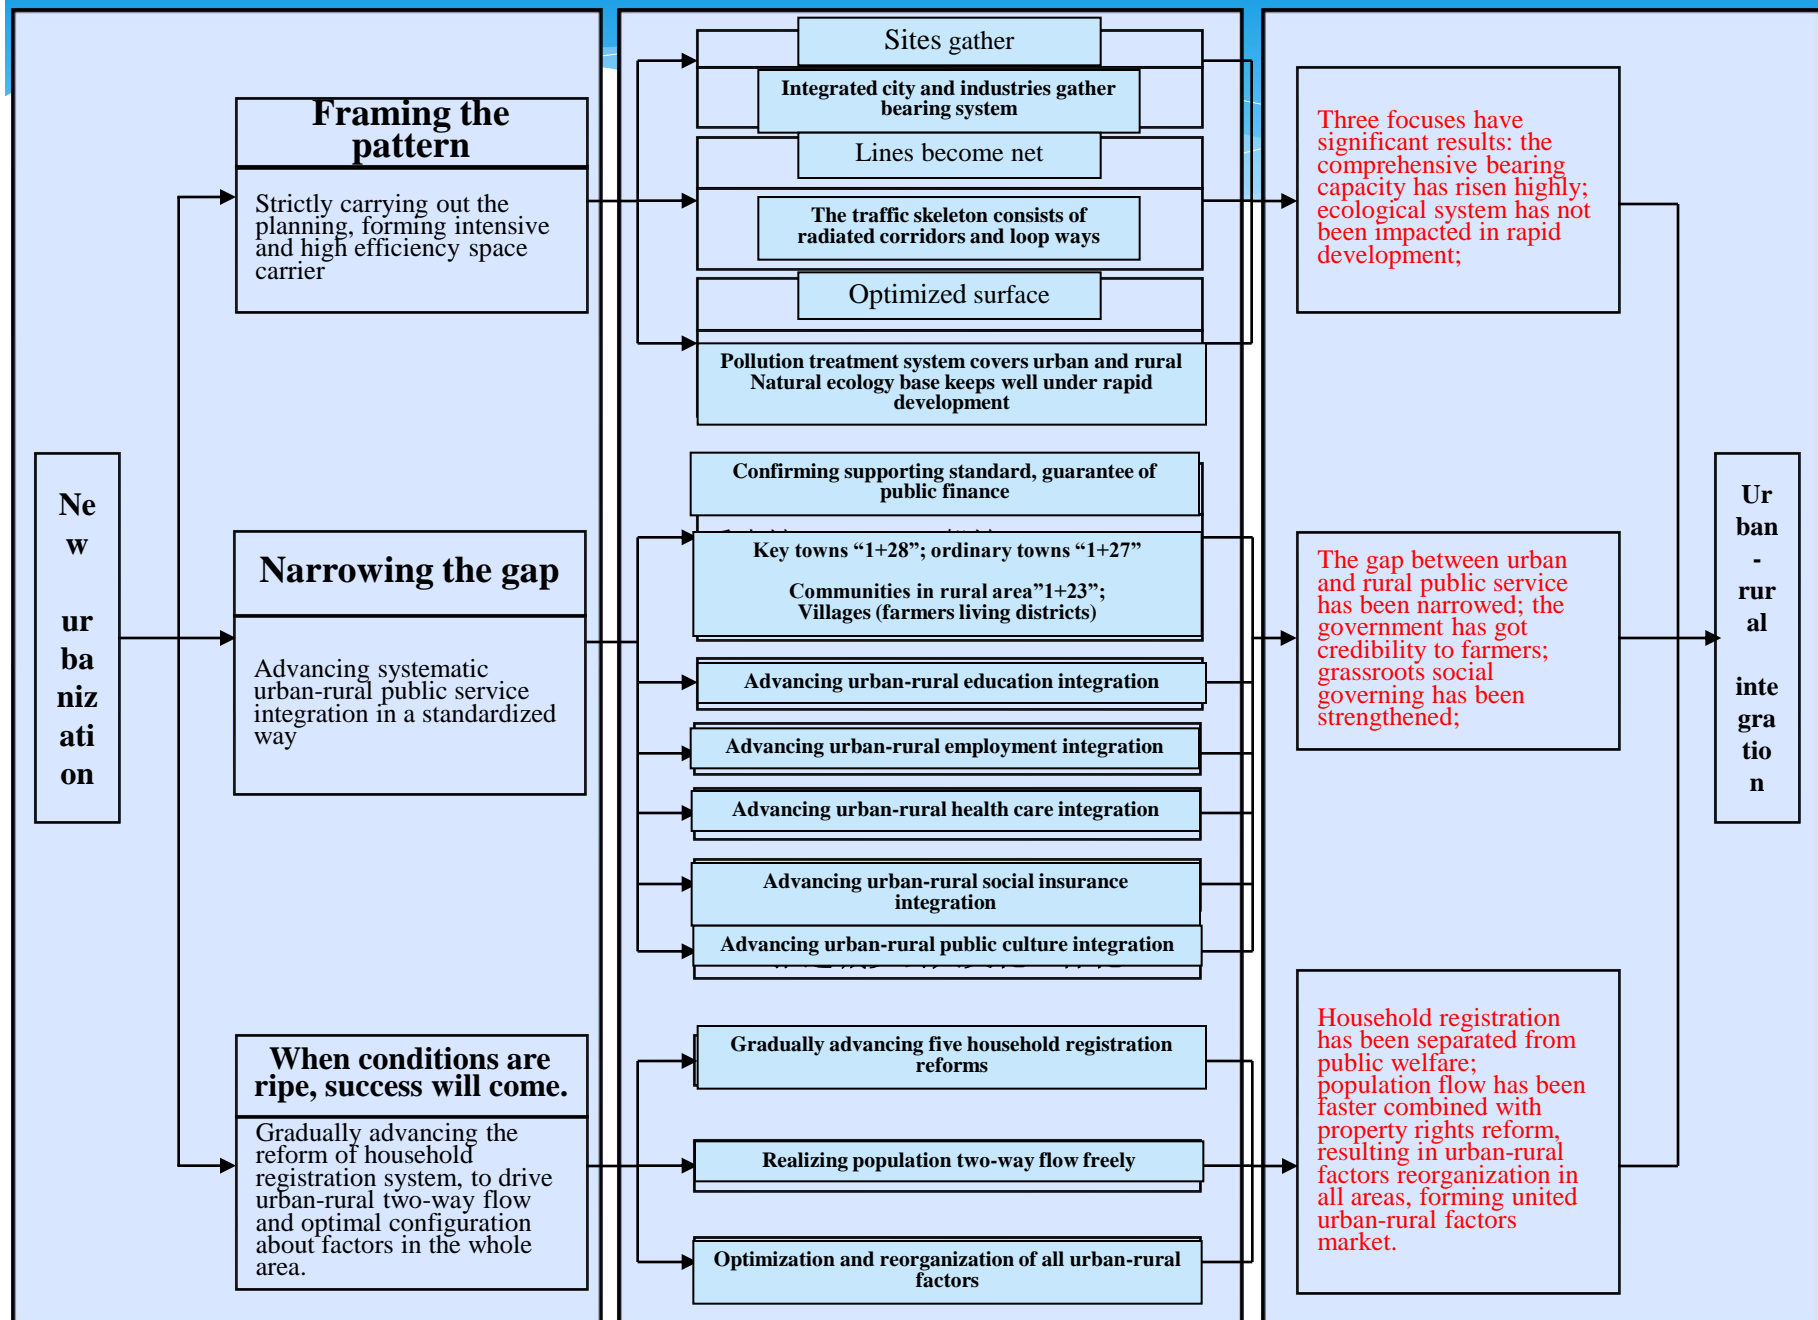 New urbanization
Framing the
pattern
Strictly carrying out the
planning, forming intensive
and high efficiency space
carrier
Narrowing the gap
Advancing systematic
urban-rural public service
integration in a standardized
way
When conditions are
ripe, success will come.
Gradually advancing the
reform of household
registration system, to drive
urban-rural two-way flow
and optimal configuration
about factors in the whole
area.
Sites gather
Integrated city and industries gather
bearing system
Lines become net
The traffic skeleton consists of
radiated corridors and loop ways
Optimized surface
Pollution treatment system covers urban and rural
Natural ecology base keeps well under rapid
development
Confirming supporting standard, guarantee of
public finance
Key towns “1+28”; ordinary towns “1+27”
Communities in rural area”1+23”;
Villages (farmers living districts)
Advancing urban-rural education integration
Advancing urban-rural employment integration
Advancing urban-rural health care integration
Advancing urban-rural social insurance
integration
Advancing urban-rural public culture integration
Gradually advancing five household registration
reforms
Realizing population two-way flow freely
Optimization and reorganization of all urban-rural
factors
Three focuses have
significant results: the
comprehensive bearing
capacity has risen highly;
ecological system has not
been impacted in rapid
development;
The gap between urban
and rural public service
has been narrowed; the
government has got
credibility to farmers;
grassroots social
governing has been
strengthened;
Household registration
has been separated from
public welfare;
population flow has been
faster combined with
property rights reform,
resulting in urban-rural
factors reorganization in
all areas, forming united
urban-rural factors
market.
Urban-rural integration